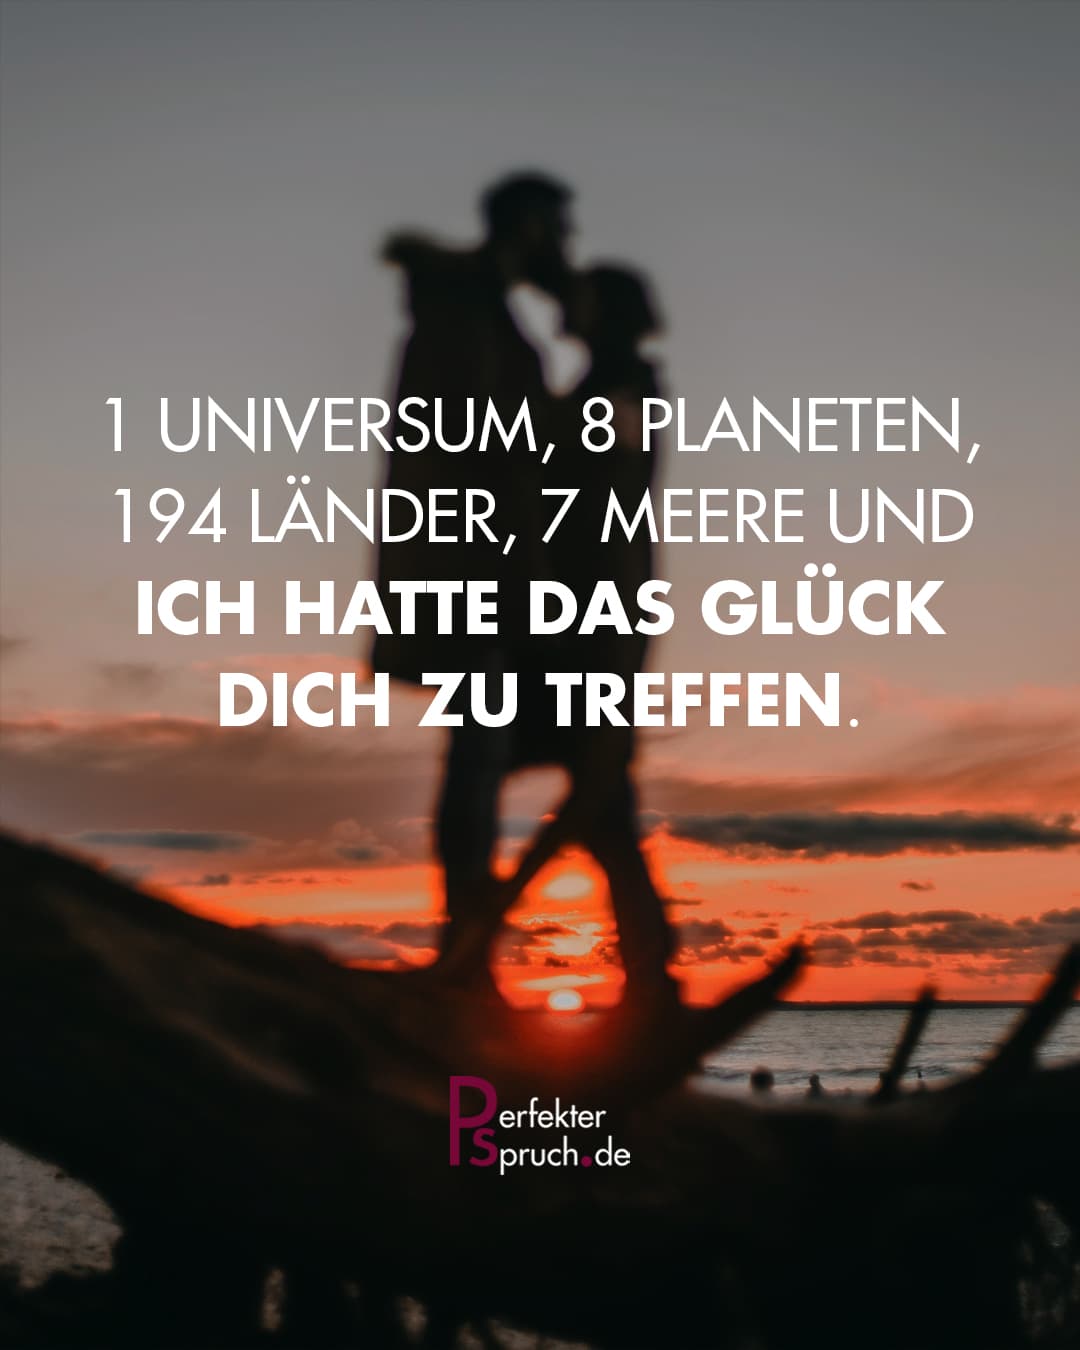 1 UNIVERSUM, 8 PLANETEN,
194 LÄNDER, 7 MEERE UND
ICH HATTE DAS GLÜCK
DICH ZU TREFFEN.
Perfekter
Spruch.de